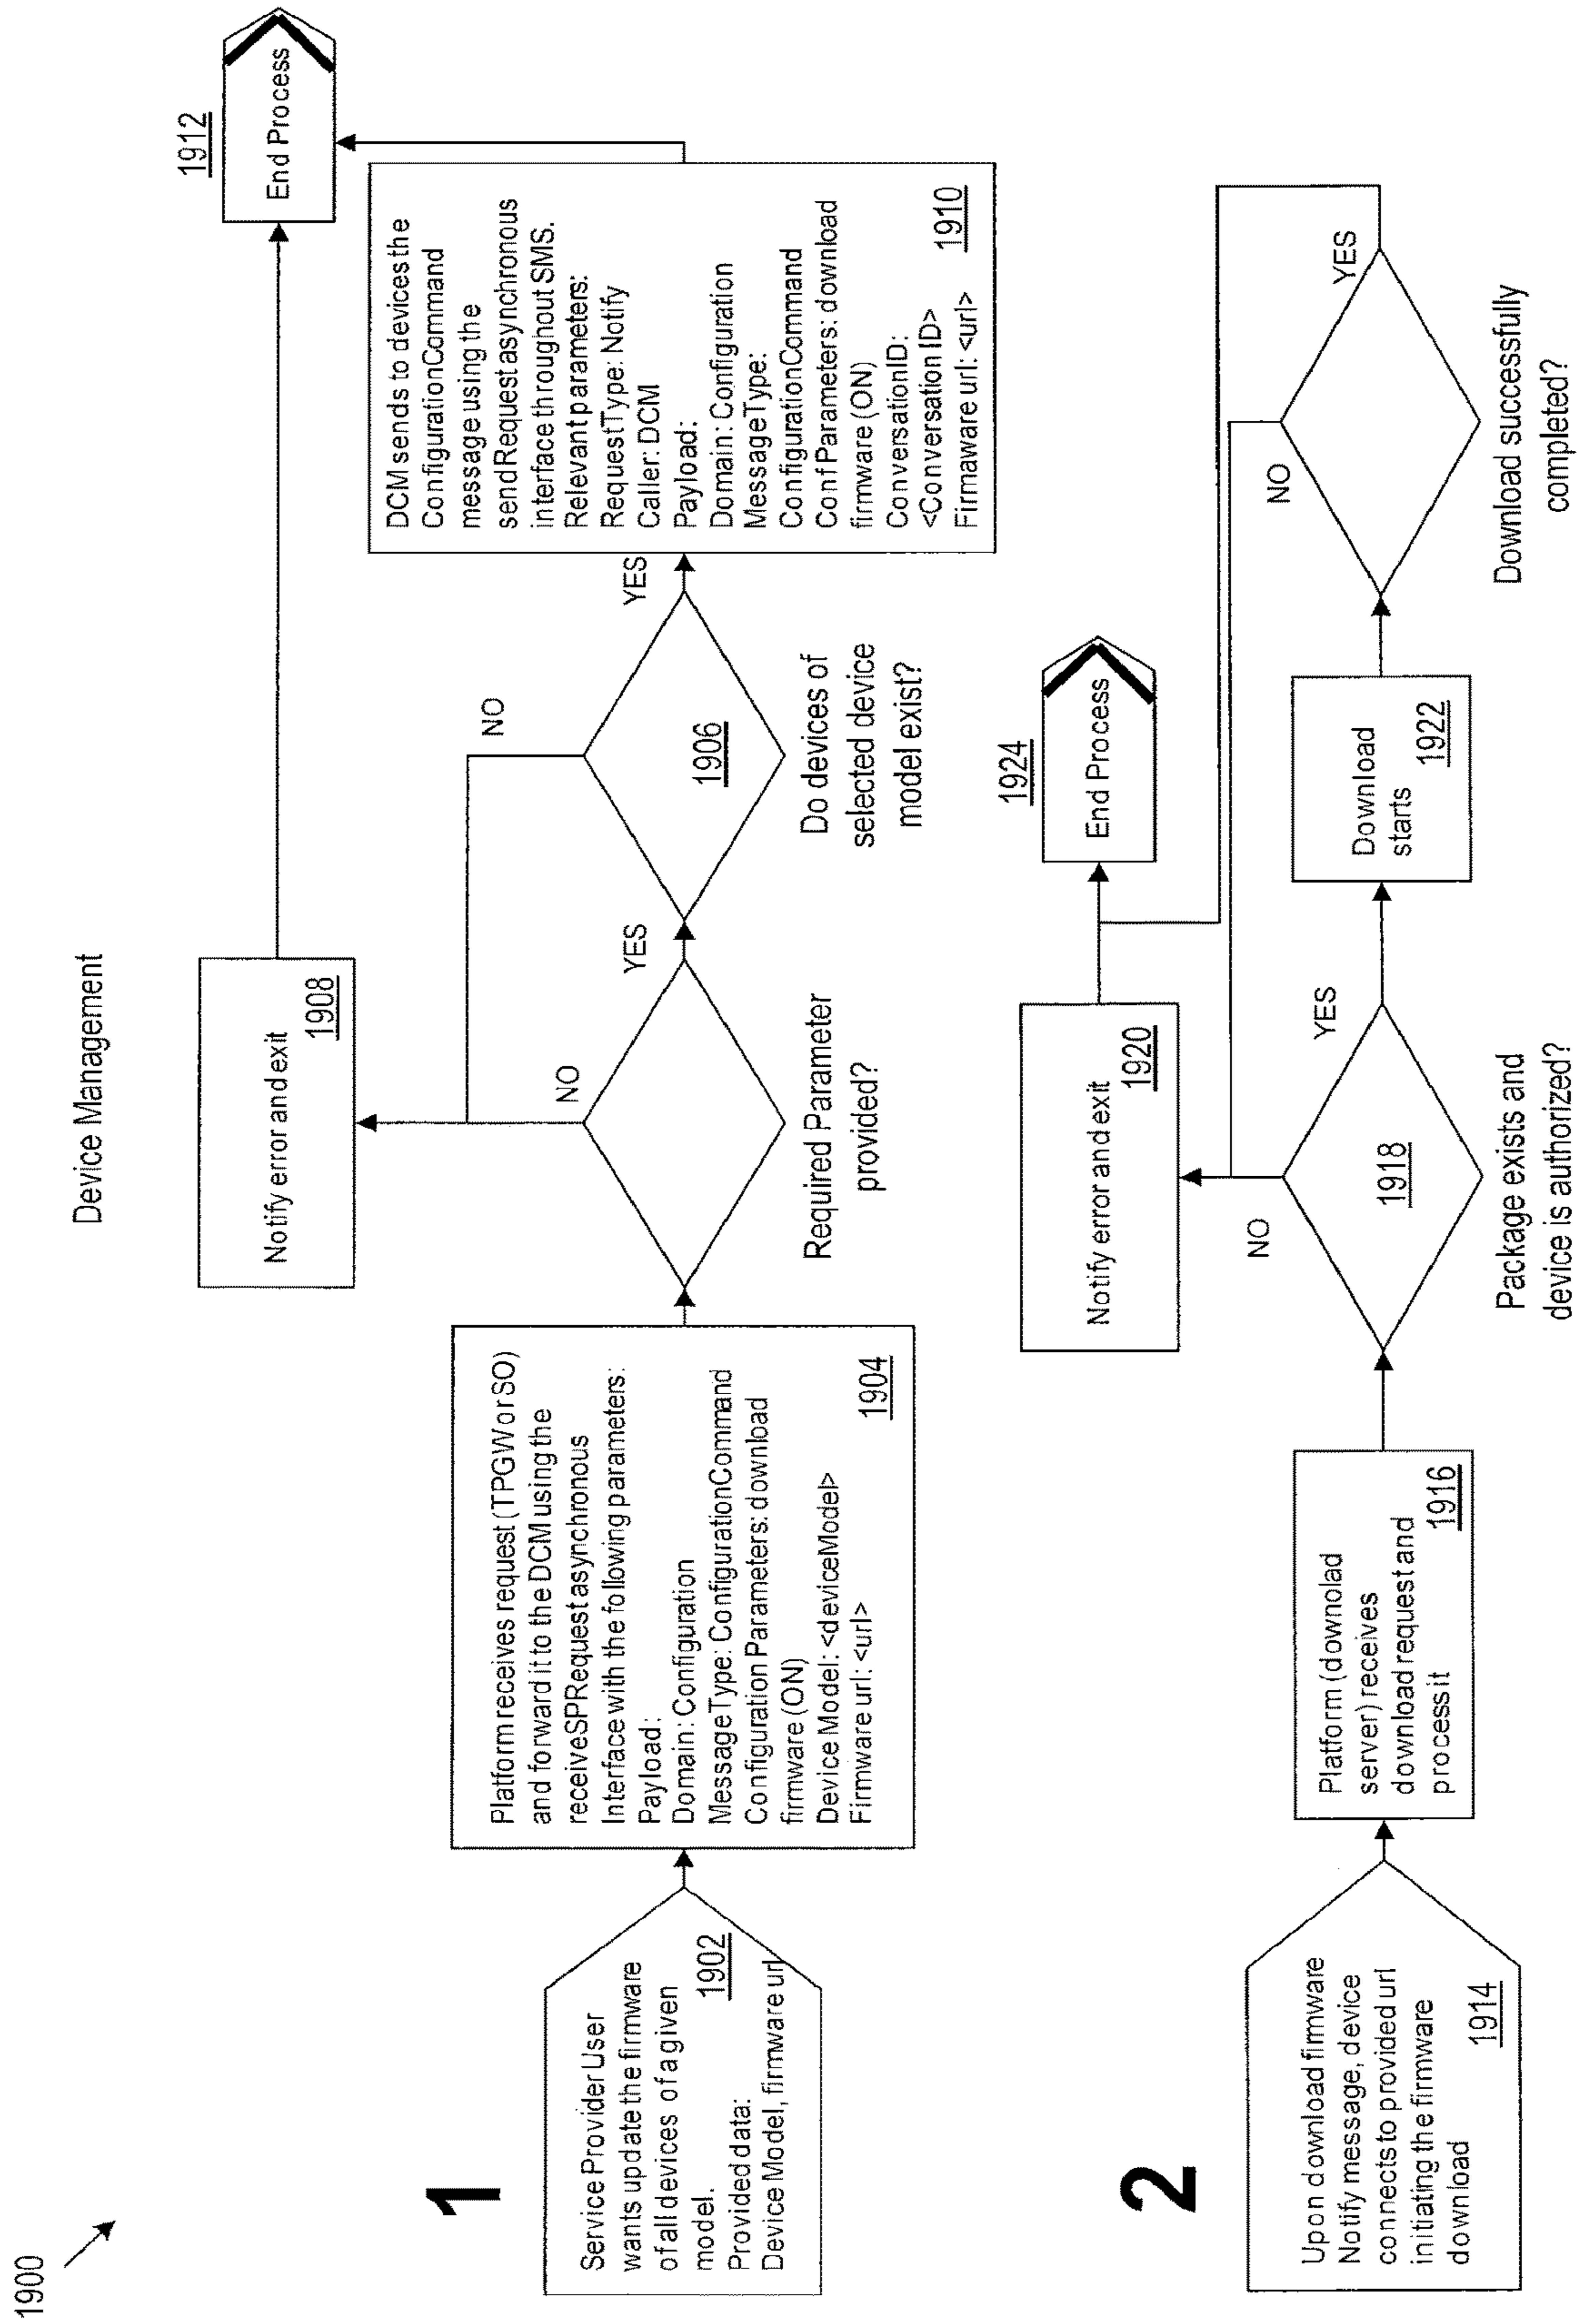 1900
Device Management
1
Service Provider User
wants update the firmware
of all devices of a given
model.
1902
Provided data:
Device Model, firmware url
Platform receives request (TPGW or SO)
and forward it to the DCM using the
receiveSPRequest asynchronous
Interface with the following parameters:
Payload:
Domain: Configuration
MessageType: ConfigurationCommand
Configuration Parameters: download
firmware (ON)
Device Model: <deviceModel>
Firmware url: <url>
1904
Required Parameter
provided?
NO
YES
Notify error and exit
1908
1906
Do devices of
selected device
model exist?
NO
YES
DCM sends to devices the
ConfigurationCommand
message using the
sendRequest asynchronous
interface throughout SMS.
Relevant parameters:
RequestType: Notify
Caller: DCM
Payload:
Domain: Configuration
MessageType:
ConfigurationCommand
ConfParameters: download
firmware (ON)
ConversationID:
<Conversation ID>
Firmaware url: <url>
1910
1912
End Process
2
Upon download firmware
Notify message, device
connects to provided url
initiating the firmware
download
1914
Platform (downolad
server) receives
download request and
process it
1916
1918
Package exists and
device is authorized?
NO
YES
Notify error and exit
1920
1924
End Process
Download
starts
1922
NO
YES
Download successfully
completed?